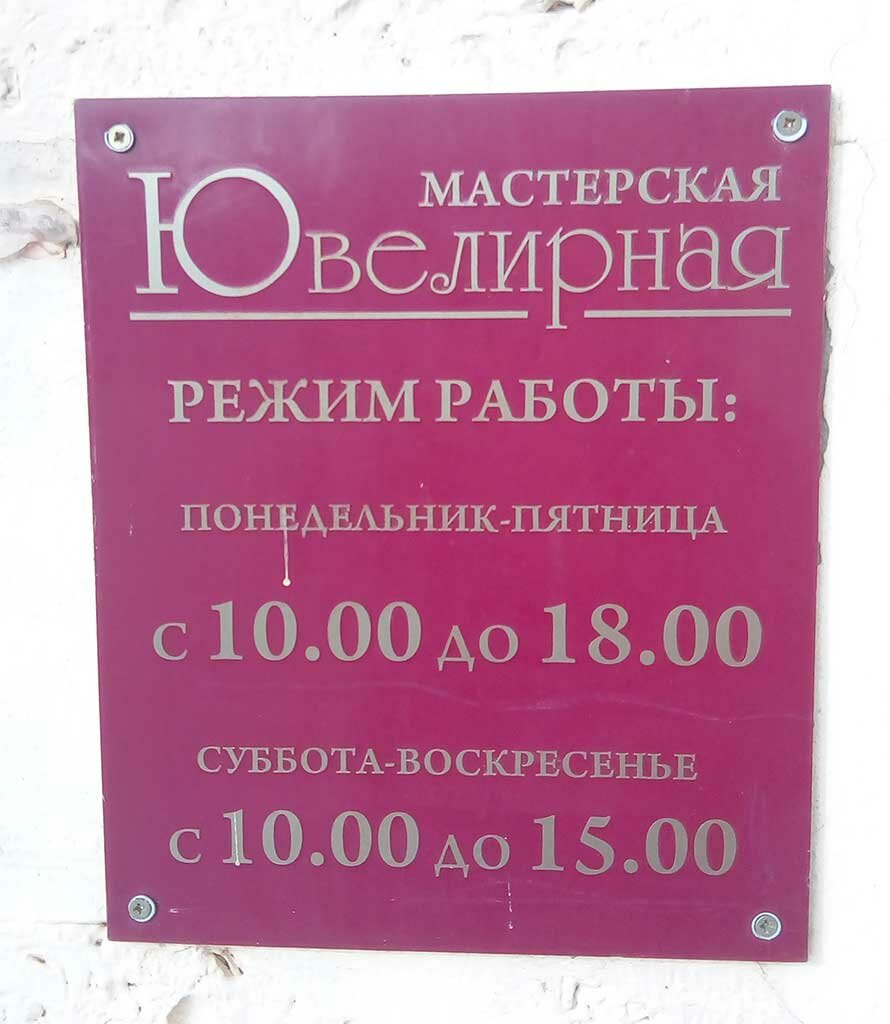 МАСТЕРСКАЯ
Ювелирная
РЕЖИМ РАБОТЫ:
ПОНЕДЕЛЬНИК-ПЯТНИЦА
С 10.00 ДО 18.00
СУББОТА-ВОСКРЕСЕНЬЕ
С 10.00 ДО 15.00